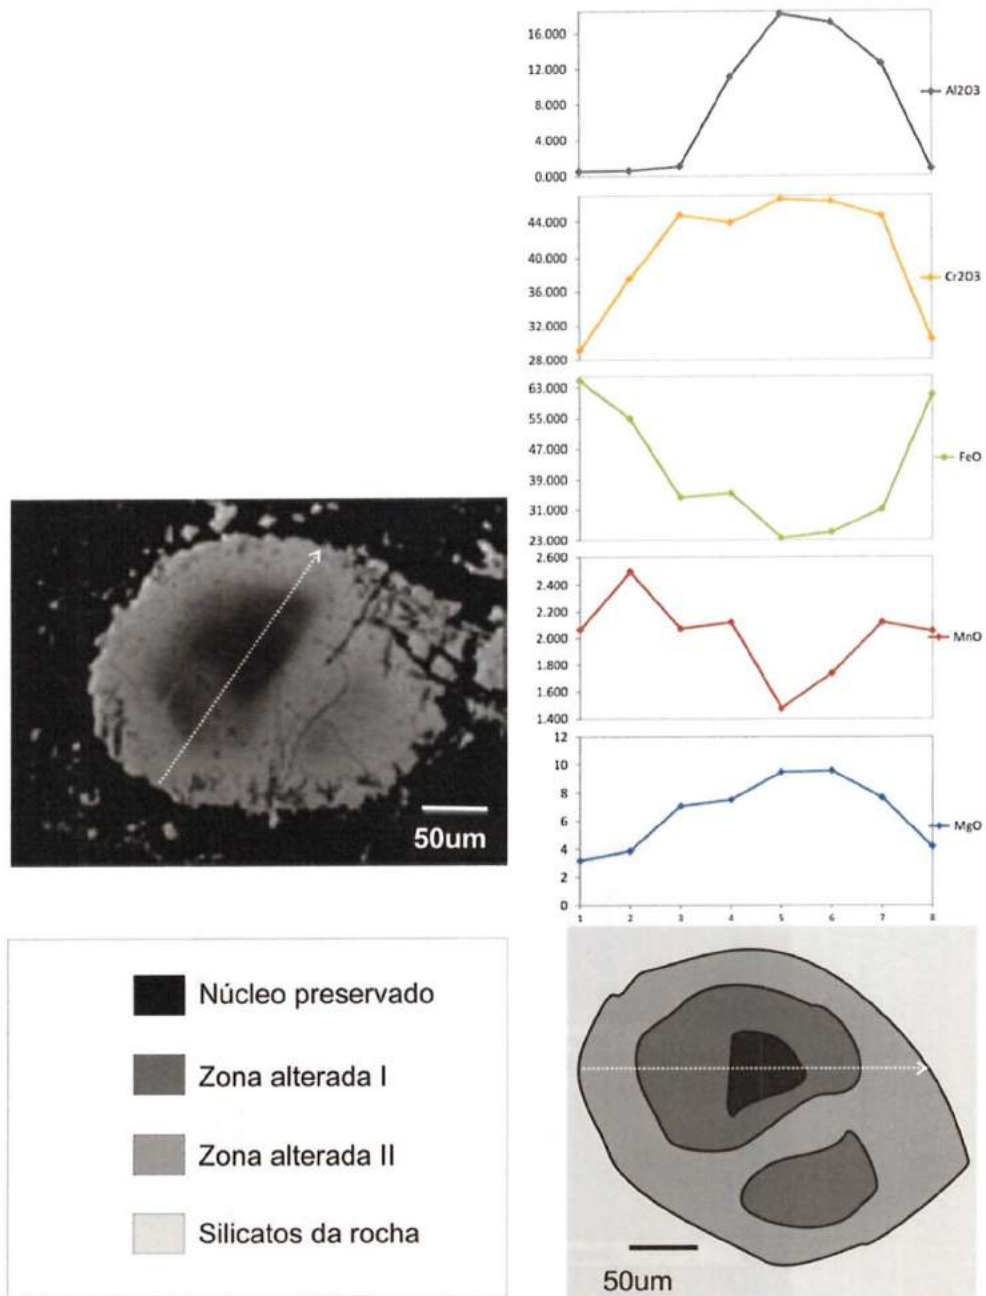 16.000
12.000
8.000
4.000
0.000
Al2O3
44.000
40.000
36.000
32.000
28.000
Cr2O3
63.000
55.000
47.000
39.000
31.000
23.000
FeO
2.600
2.400
2.200
2.000
1.800
1.600
1.400
MnO
12
10
8
6
4
2
0
MgO
1 2 3 4 5 6 7 8
50um
Núcleo preservado
Zona alterada I
Zona alterada II
Silicatos da rocha
50um